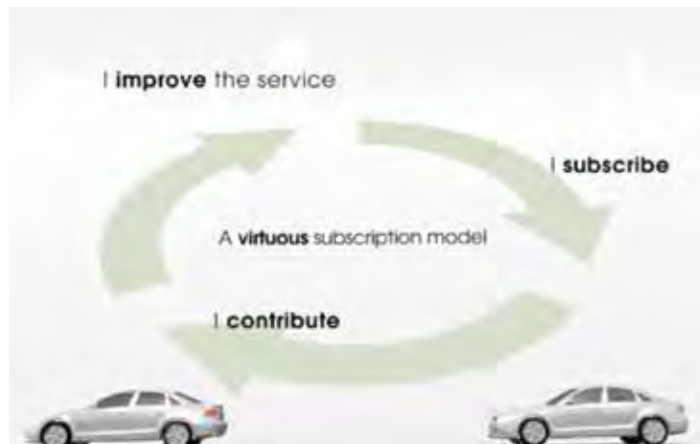 I improve the service
I subscribe
A virtuous subscription model
I contribute